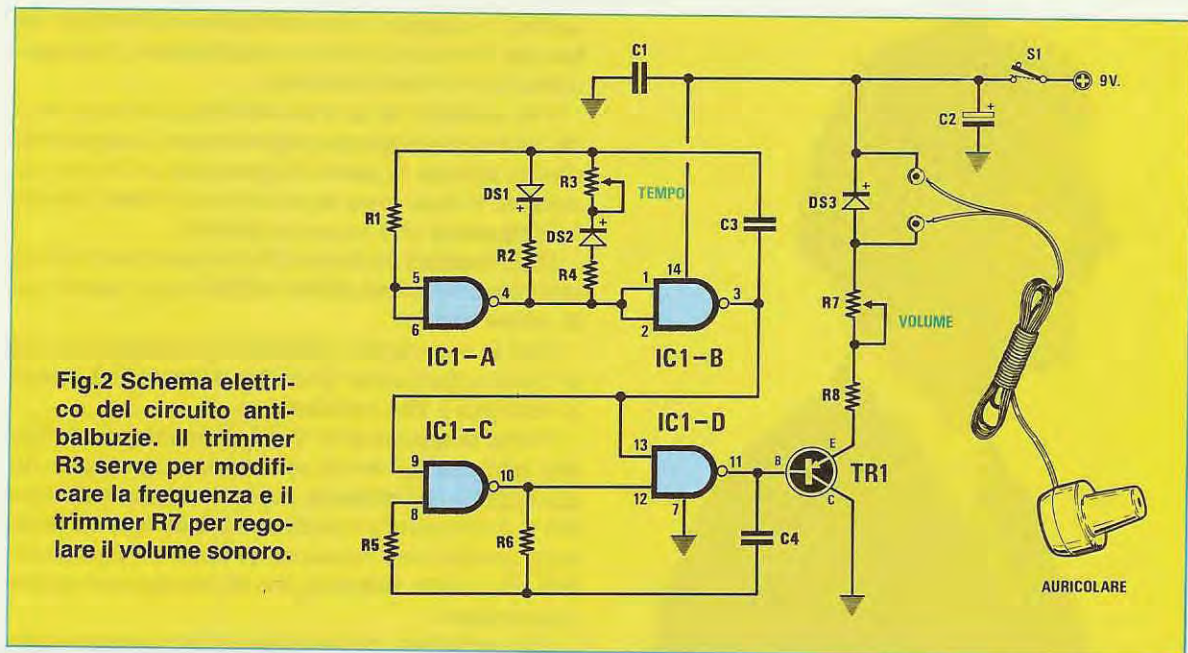 C1
S1
9V.
C2
+
R1
DS1
+
R3
TEMPO
+
DS2
R2
R4
C3
5
6
4
1
2
14
3
IC1-A
IC1-B
+
DS3
R7
VOLUME
R8
Fig.2 Schema elettri-
co del circuito anti-
balbuzie. Il trimmer
R3 serve per modifi-
care la frequenza e il
trimmer R7 per rego-
lare il volume sonoro.
IC1-C
IC1-D
9
8
10
13
12
11
7
R5
R6
C4
B
E
C
TR1
AURICOLARE